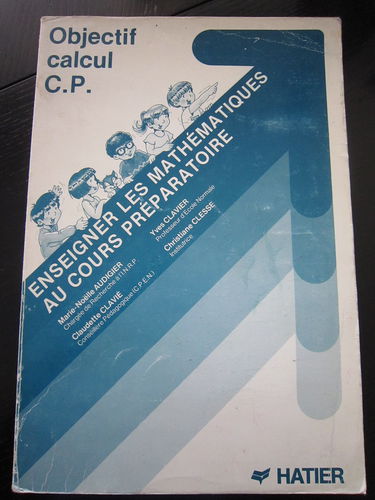 Objectif
calcul
C.P.
ENSEIGNER LES MATHÉMATIQUES
AU COURS PRÉPARATOIRE
Marie-Noëlle AUDIGIER
Chargée de Recherche à l'I.N.R.P.
Claudette CLAVIE
Conseillère Pédagogique (C.P.E.N.)
Yves CLAVIER
Professeur d'École Normale
Christiane CLESSE
Institutrice
HATIER